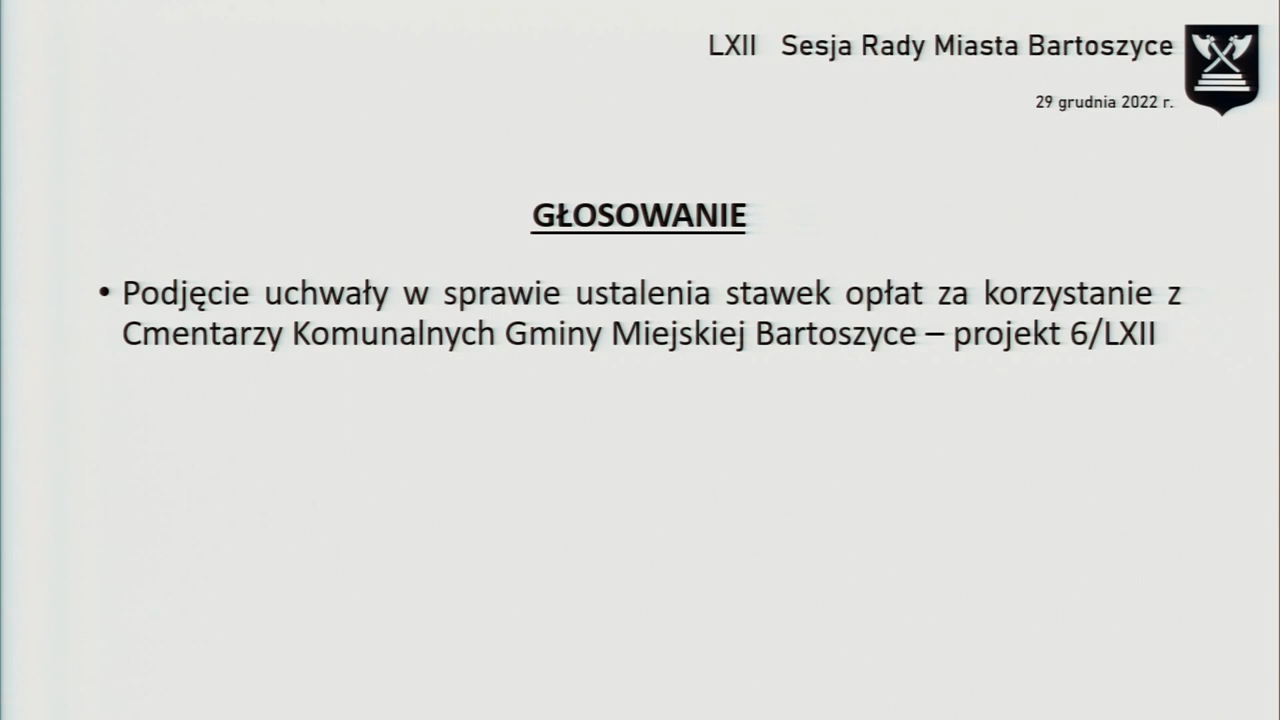 LXII Sesja Rady Miasta Bartoszyce
29 grudnia 2022 r.
GŁOSOWANIE
• Podjęcie uchwały w sprawie ustalenia stawek opłat za korzystanie z
Cmentarzy Komunalnych Gminy Miejskiej Bartoszyce – projekt 6/LXII